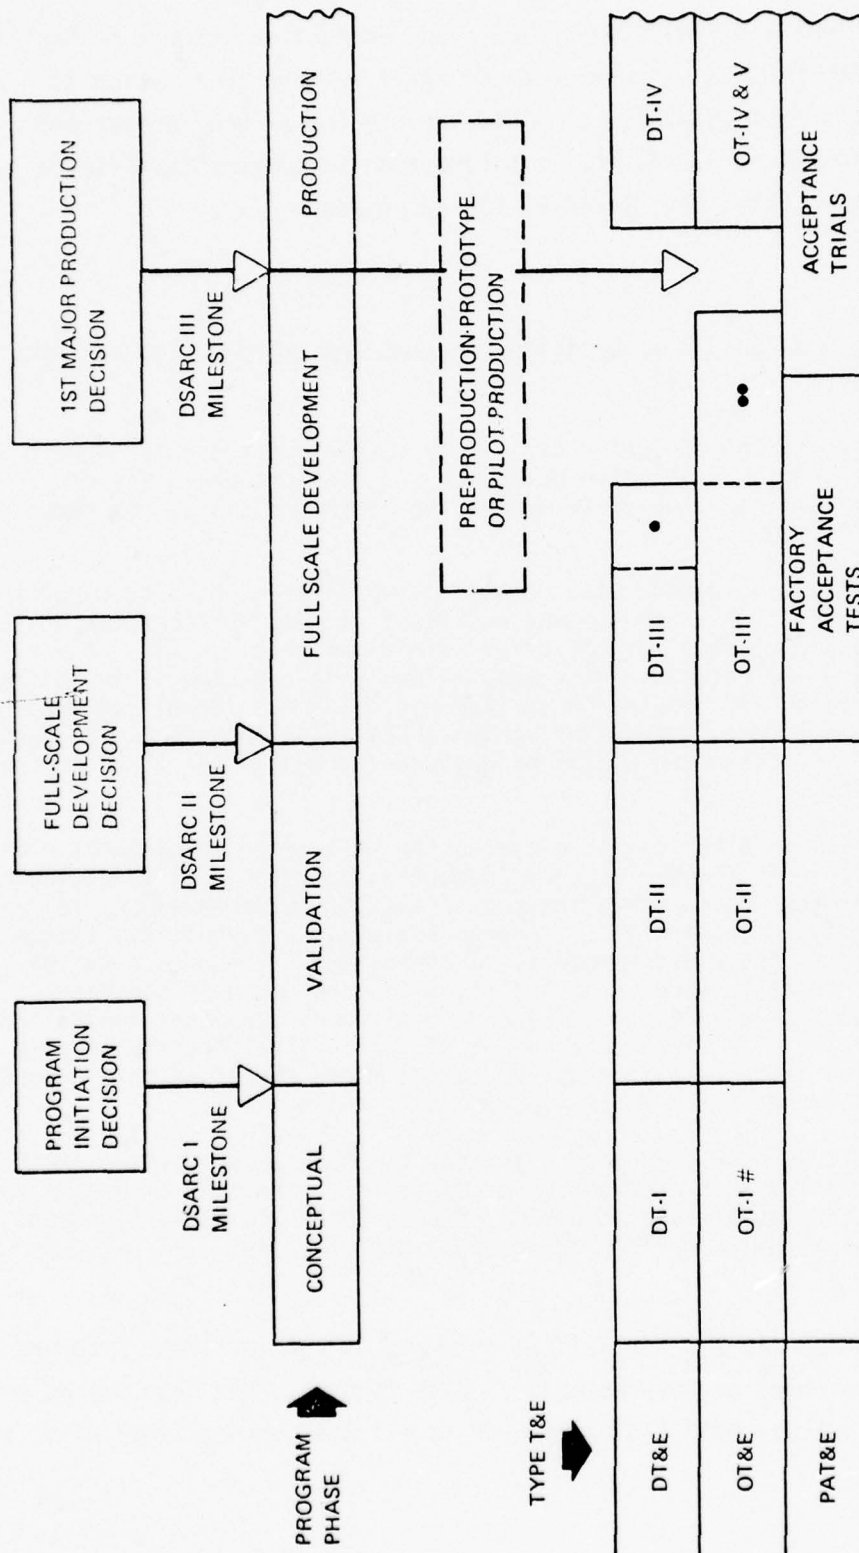 PROGRAM
INITIATION
DECISION
FULL-SCALE
DEVELOPMENT
DECISION
1ST MAJOR PRODUCTION
DECISION
DSARC I
MILESTONE
DSARC II
MILESTONE
DSARC III
MILESTONE
PROGRAM
PHASE
CONCEPTUAL
VALIDATION
FULL SCALE DEVELOPMENT
PRODUCTION
PRE-PRODUCTION-PROTOTYPE
OR PILOT-PRODUCTION
TYPE T&E
DT&E
DT-I
DT-II
DT-III
•
DT-IV
OT&E
OT-I #
OT-II
OT-III
••
OT-IV & V
PAT&E
FACTORY
ACCEPTANCE
TESTS
ACCEPTANCE
TRIALS